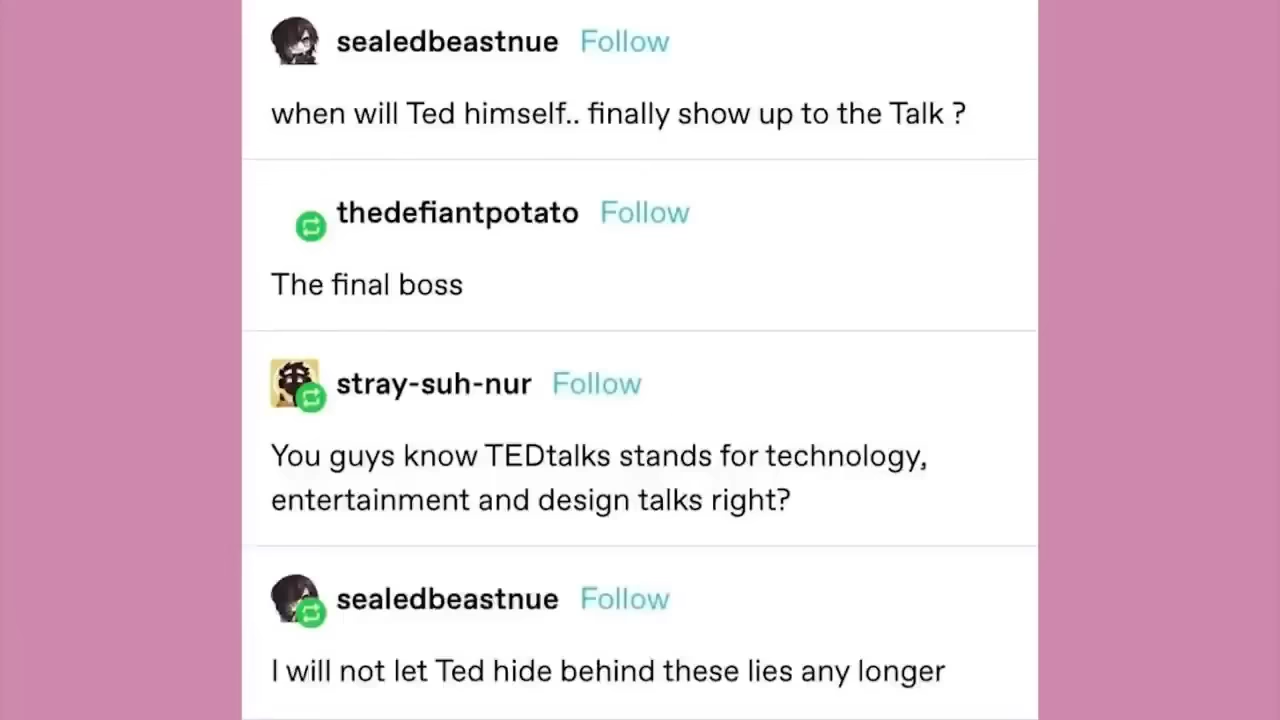 sealedbeastnue Follow
when will Ted himself.. finally show up to the Talk ?
thedefiantpotato Follow
The final boss
stray-suh-nur Follow
You guys know TEDtalks stands for technology,
entertainment and design talks right?
sealedbeastnue Follow
I will not let Ted hide behind these lies any longer